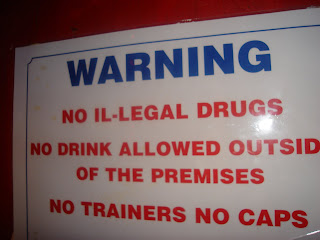 WARNING
NO IL-LEGAL DRUGS
NO DRINK ALLOWED OUTSID
OF THE PREMISES
NO TRAINERS NO CAPS